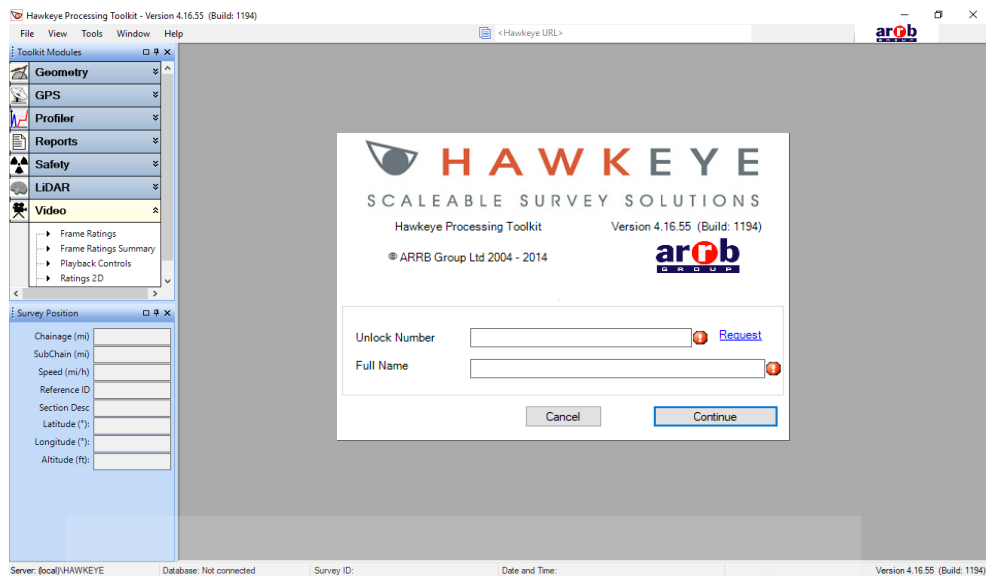 Hawkeye Processing Toolkit - Version 4.16.55 (Build: 1194)
File View Tools Window Help
<Hawkeye URL>
arrb
GROUP
Toolkit Modules
Geometry
GPS
Profiler
Reports
Safety
LiDAR
Video
Frame Ratings
Frame Ratings Summary
Playback Controls
Ratings 2D
Survey Position
Chainage (mi)
SubChain (mi)
Speed (mi/h)
Reference ID
Section Desc
Latitude (°):
Longitude (°):
Altitude (ft):
HAWKEYE
SCALEABLE SURVEY SOLUTIONS
Hawkeye Processing Toolkit Version 4.16.55 (Build: 1194)
© ARRB Group Ltd 2004 - 2014
arrb
GROUP
Unlock Number Request
Full Name
Cancel Continue
Server: (local)\HAWKEYE Database: Not connected Survey ID: Date and Time: Version 4.16.55 (Build: 1194)